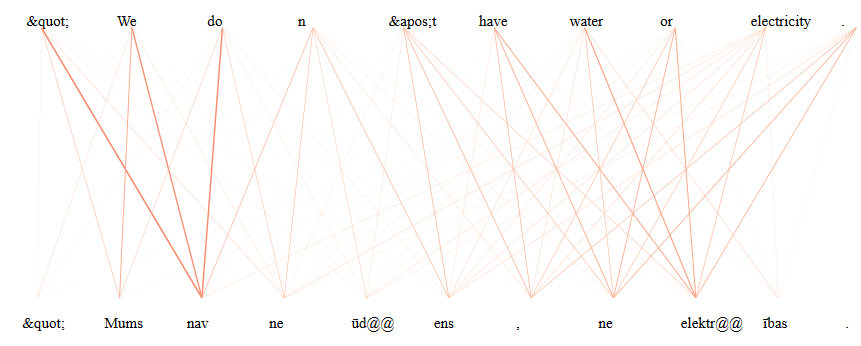 &quot; We do n &apos;t have water or electricity .
&quot; Mums nav ne ūd@@ ens , ne elektr@@ ības .